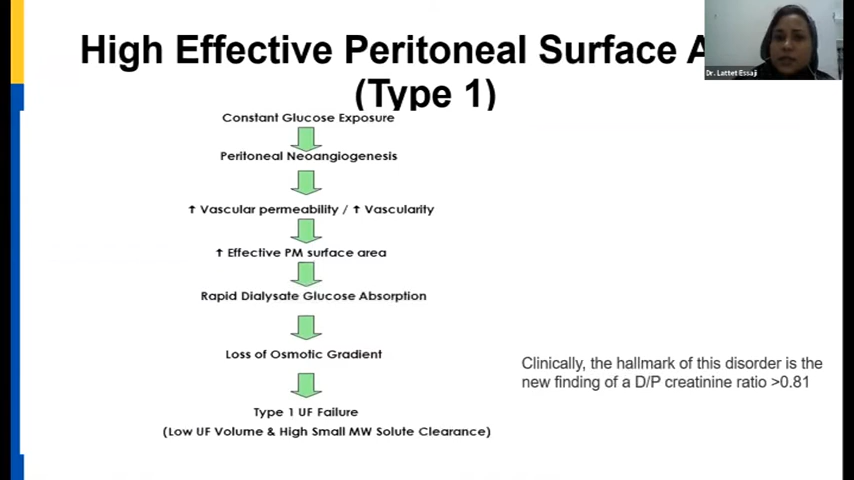 High Effective Peritoneal Surface
(Type 1)
Dr. Lattet Essaji
Constant Glucose Exposure
Peritoneal Neoangiogenesis
↑ Vascular permeability / ↑ Vascularity
↑ Effective PM surface area
Rapid Dialysate Glucose Absorption
Loss of Osmotic Gradient
Clinically, the hallmark of this disorder is the
new finding of a D/P creatinine ratio >0.81
Type 1 UF Failure
(Low UF Volume & High Small MW Solute Clearance)